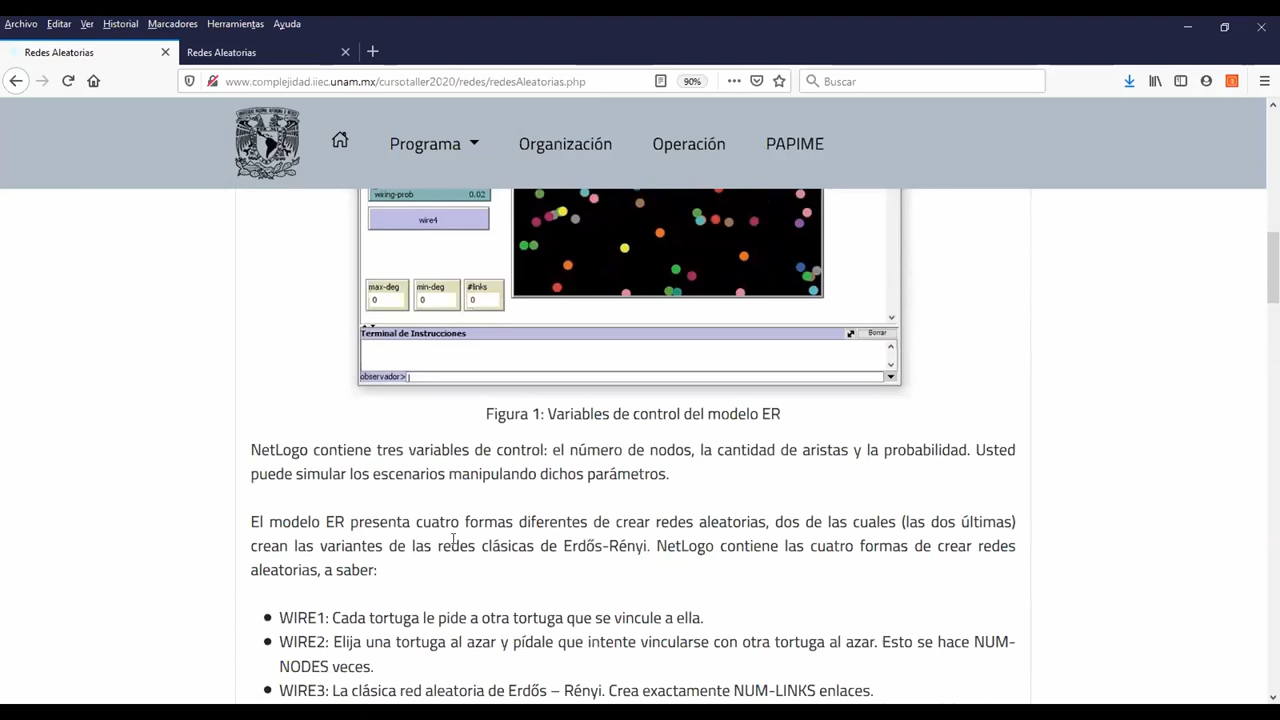 Archivo Editar Ver Historial Marcadores Herramientas Ayuda
Redes Aleatorias
Redes Aleatorias
www.complejidad.iiec.unam.mx/cursotaller2020/redes/redesAleatorias.php
90%
Buscar
Programa
Organización
Operación
PAPIME
wiring-prob 0.02
wire4
max-deg
0
min-deg
0
#links
0
Terminal de Instrucciones
Borrar
observador>
Figura 1: Variables de control del modelo ER
NetLogo contiene tres variables de control: el número de nodos, la cantidad de aristas y la probabilidad. Usted
puede simular los escenarios manipulando dichos parámetros.
El modelo ER presenta cuatro formas diferentes de crear redes aleatorias, dos de las cuales (las dos últimas)
crean las variantes de las redes clásicas de Erdős-Rényi. NetLogo contiene las cuatro formas de crear redes
aleatorias, a saber:
WIRE1: Cada tortuga le pide a otra tortuga que se vincule a ella.
WIRE2: Elija una tortuga al azar y pídale que intente vincularse con otra tortuga al azar. Esto se hace NUM-
NODES veces.
WIRE3: La clásica red aleatoria de Erdős – Rényi. Crea exactamente NUM-LINKS enlaces.